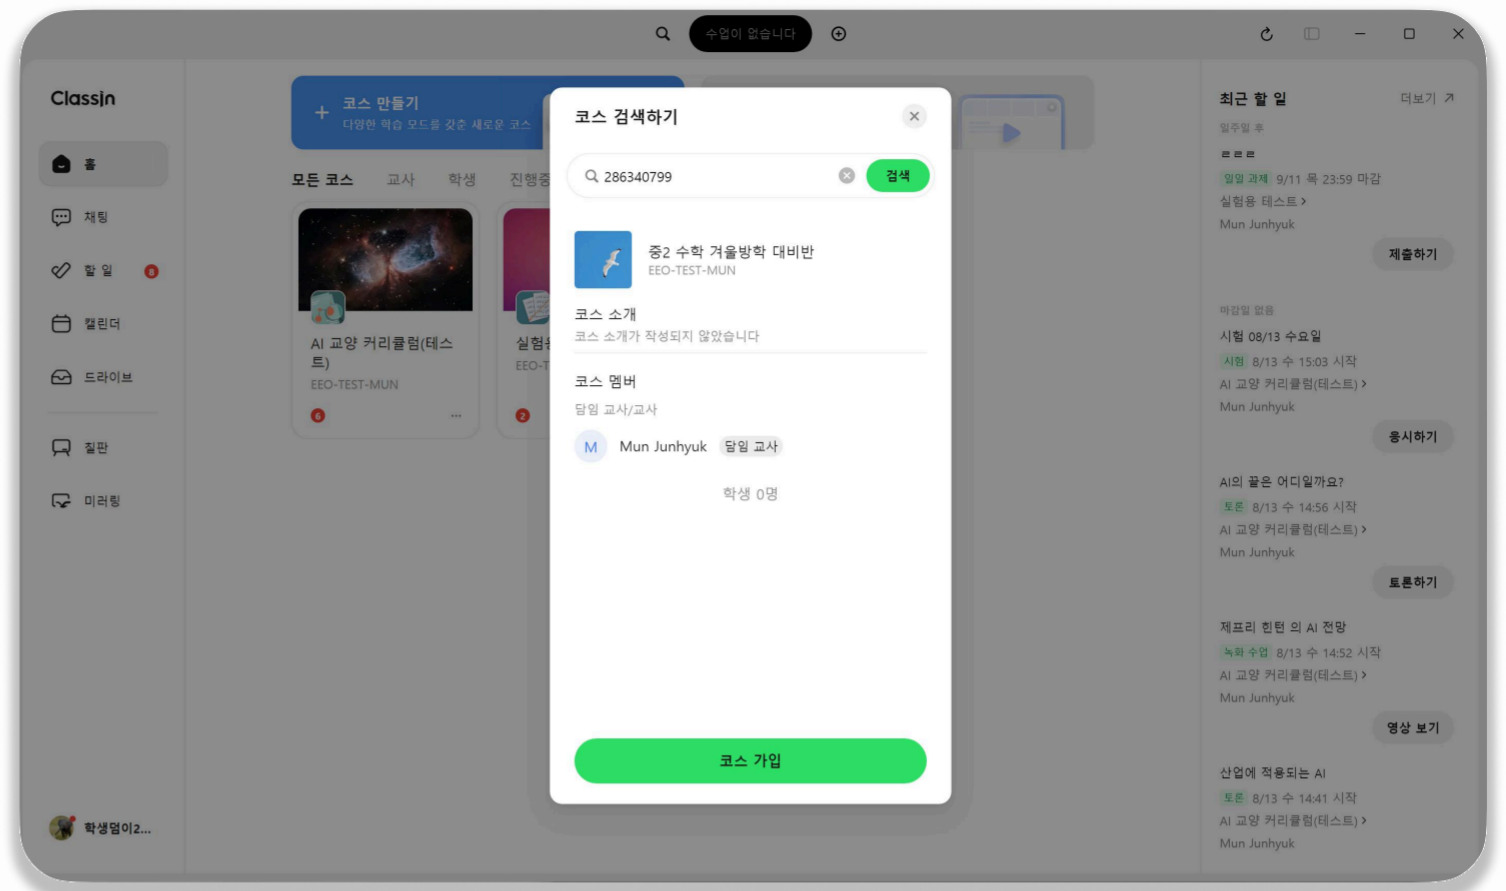 수업이 없습니다
Classin
홈
채팅
할 일
8
캘린더
드라이브
칠판
미러링
학생덤이2...
코스 만들기
다양한 학습 모드를 갖춘 새로운 코스
모든 코스
교사
학생
진행중
AI 교양 커리큘럼(테스
트)
EEO-TEST-MUN
6
...
실험용
EEO-T
2
코스 검색하기
286340799
검색
중2 수학 겨울방학 대비반
EEO-TEST-MUN
코스 소개
코스 소개가 작성되지 않았습니다
코스 멤버
담임 교사/교사
M
Mun Junhyuk
담임 교사
학생 0명
코스 가입
최근 할 일
더보기
일주일 후
ㄹㄹㄹ
일일 과제 9/11 목 23:59 마감
실험용 테스트 >
Mun Junhyuk
제출하기
마감일 없음
시험 08/13 수요일
시험 8/13 수 15:03 시작
AI 교양 커리큘럼(테스트) >
Mun Junhyuk
응시하기
AI의 끝은 어디일까요?
토론 8/13 수 14:56 시작
AI 교양 커리큘럼(테스트) >
Mun Junhyuk
토론하기
제프리 힌턴 의 AI 전망
녹화 수업 8/13 수 14:52 시작
AI 교양 커리큘럼(테스트) >
Mun Junhyuk
영상 보기
산업에 적용되는 AI
토론 8/13 수 14:41 시작
AI 교양 커리큘럼(테스트) >
Mun Junhyuk